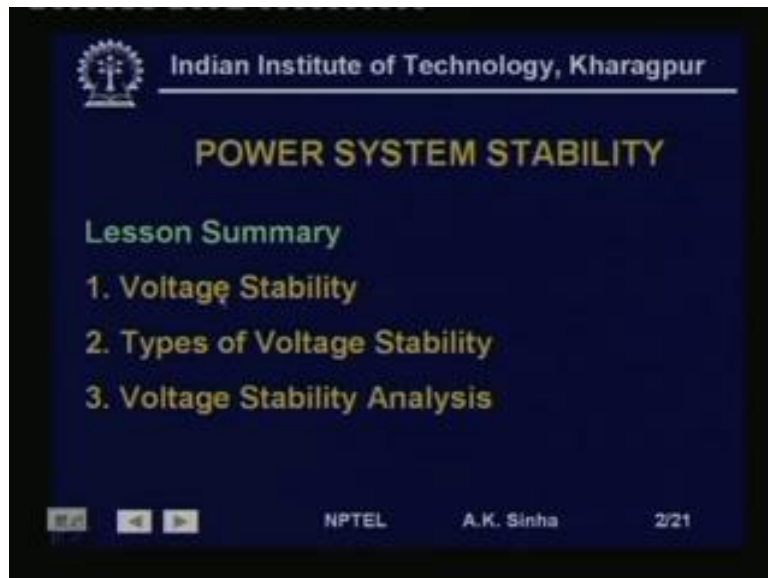 Indian Institute of Technology, Kharagpur
POWER SYSTEM STABILITY
Lesson Summary
1. Voltage Stability
2. Types of Voltage Stability
3. Voltage Stability Analysis
NPTEL A.K. Sinha 2/21